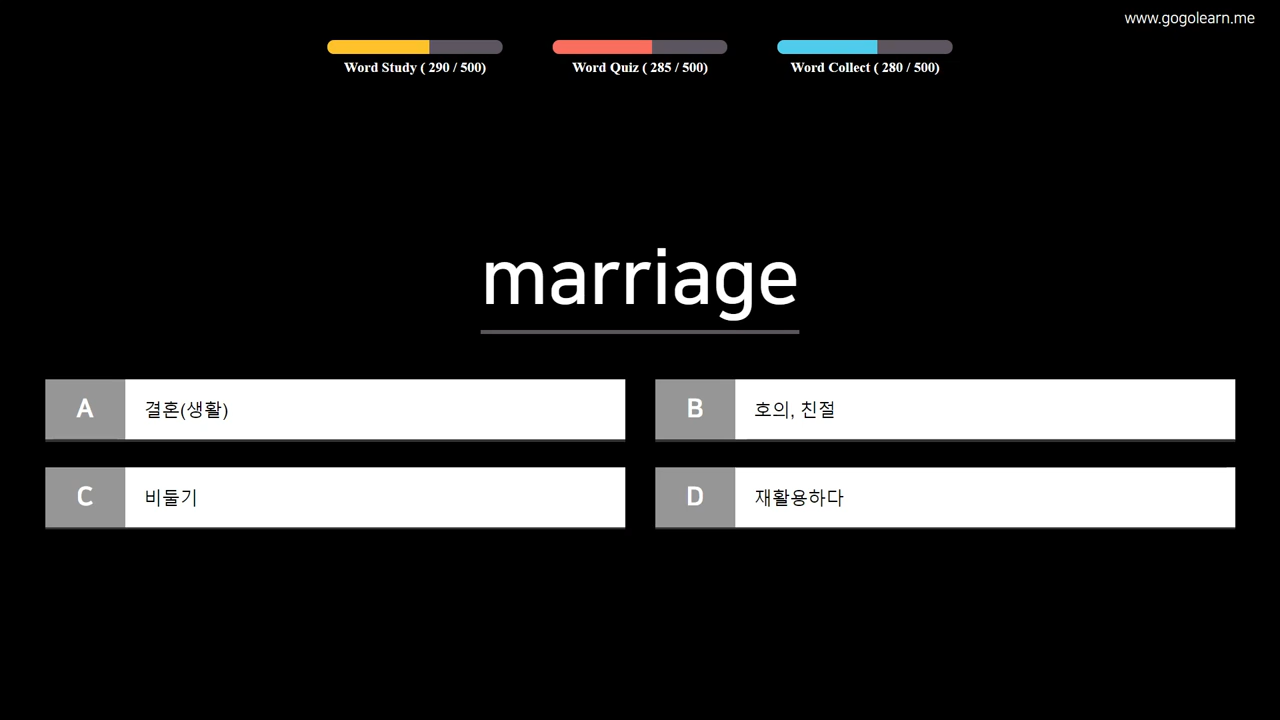 www.gogolearn.me
Word Study ( 290 / 500)
Word Quiz ( 285 / 500)
Word Collect ( 280 / 500)
marriage
A 결혼(생활)
B 호의, 친절
C 비둘기
D 재활용하다